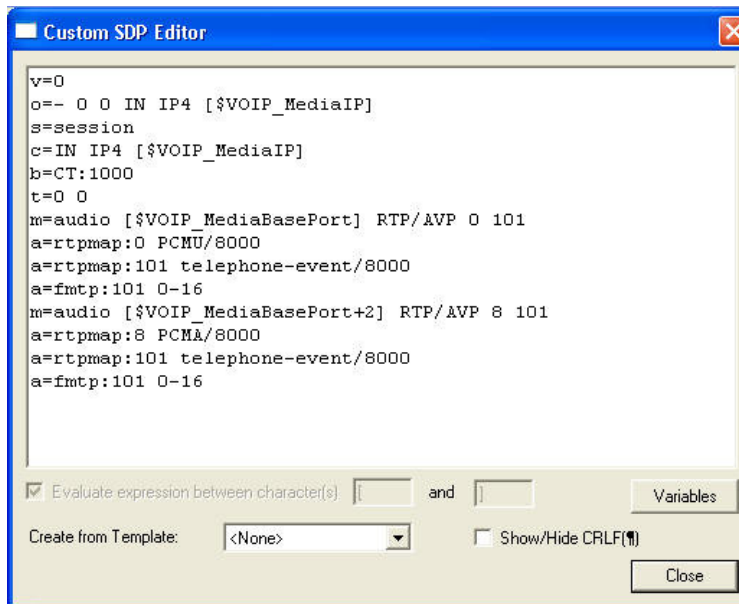 Custom SDP Editor
v=0
o=- 0 0 IN IP4 [$VOIP_MediaIP]
s=session
c=IN IP4 [$VOIP_MediaIP]
b=CT:1000
t=0 0
m=audio [$VOIP_MediaBasePort] RTP/AVP 0 101
a=rtpmap:0 PCMU/8000
a=rtpmap:101 telephone-event/8000
a=fmtp:101 0-16
m=audio [$VOIP_MediaBasePort+2] RTP/AVP 8 101
a=rtpmap:8 PCMA/8000
a=rtpmap:101 telephone-event/8000
a=fmtp:101 0-16
Evaluate expression between character(s) [ and ] Variables
Create from Template: <None> Show/Hide CRLF(¶)
Close